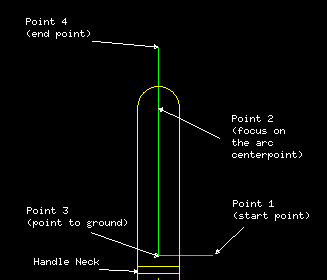 Point 4
(end point)
Point 2
(focus on
the arc
centerpoint)
Point 3
(point to ground)
Point 1
(start point)
Handle Neck